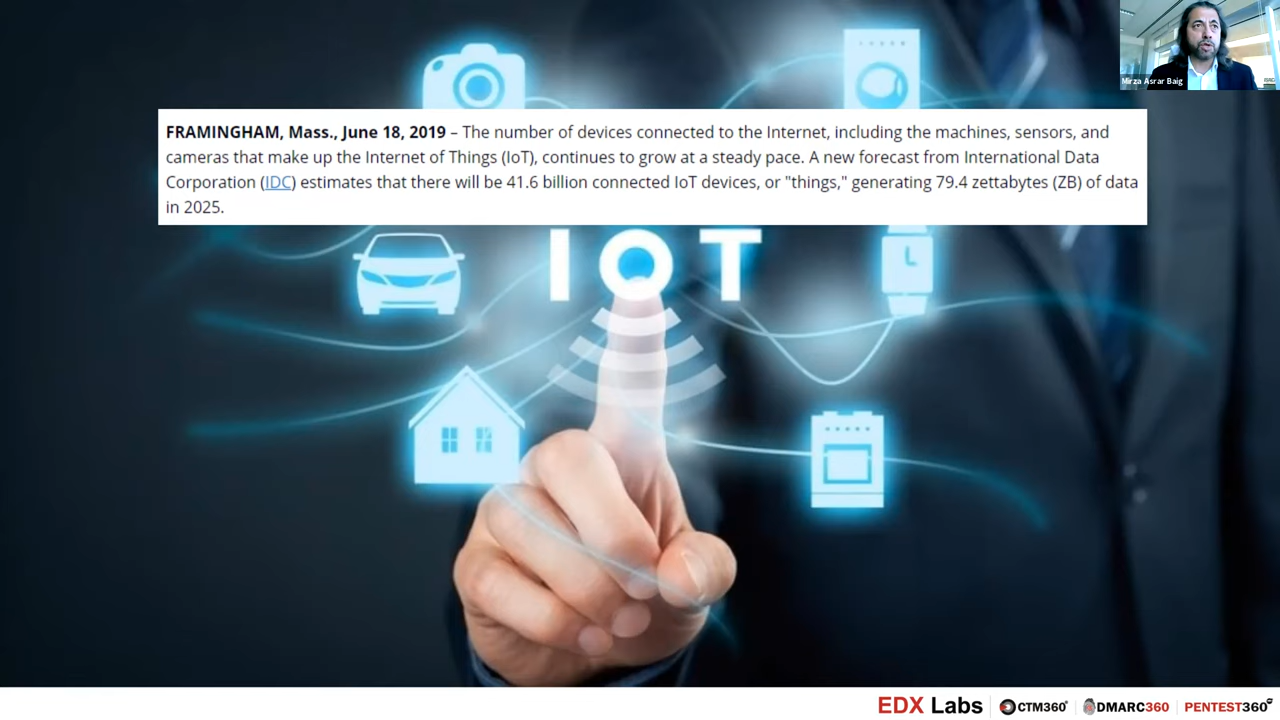 Mirza Asrar Baig
FRAMINGHAM, Mass., June 18, 2019 – The number of devices connected to the Internet, including the machines, sensors, and
cameras that make up the Internet of Things (IoT), continues to grow at a steady pace. A new forecast from International Data
Corporation (IDC) estimates that there will be 41.6 billion connected IoT devices, or "things," generating 79.4 zettabytes (ZB) of data
in 2025.
IOT
EDX Labs
CTM360
DMARC360
PENTEST360